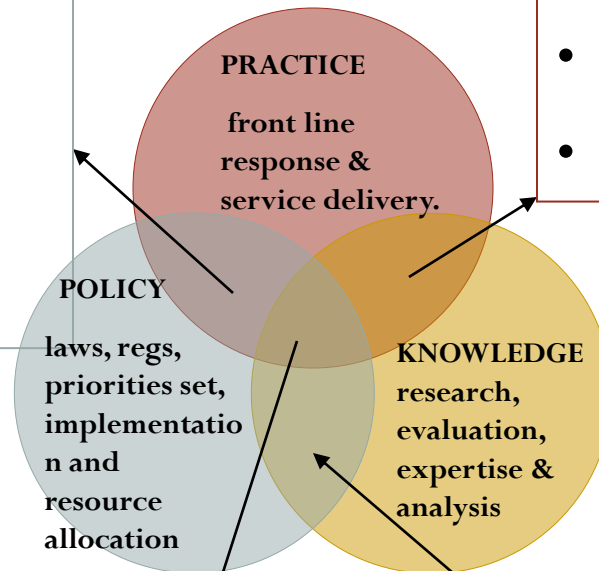 PRACTICE
front line
response &
service delivery.
POLICY
laws, regs,
priorities set,
implementatio
n and
resource
allocation
KNOWLEDGE
research,
evaluation,
expertise &
analysis